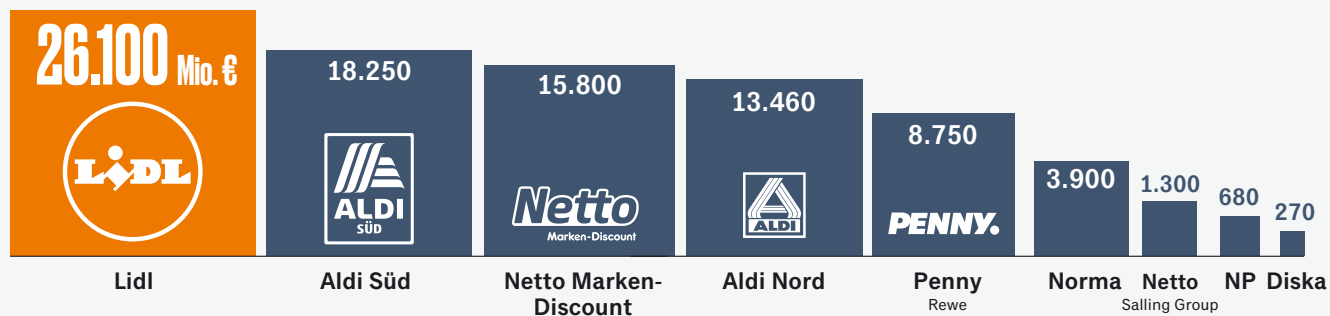 26.100 Mio. €
LIDL
18.250
ALDI
SÜD
15.800
Netto
Marken-Discount
13.460
ALDI
8.750
PENNY.
3.900
1.300
680
270
Lidl
Aldi Süd
Netto Marken-
Discount
Aldi Nord
Penny
Rewe
Norma
Netto
Salling Group
NP
Diska